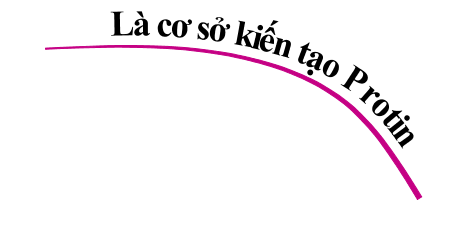 Là cơ sở kiến tạo Protin